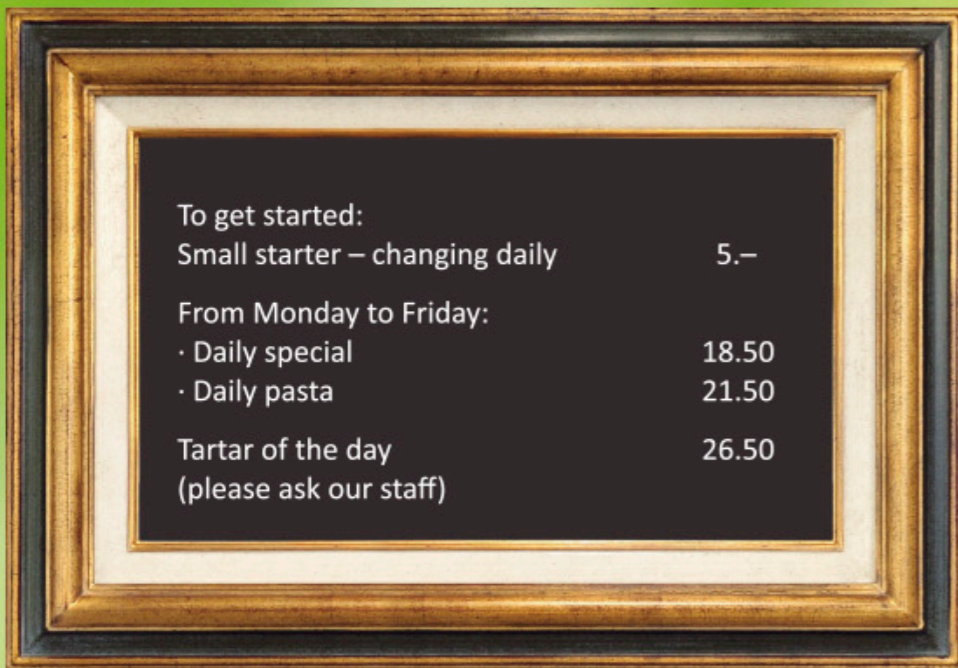 To get started:
Small starter – changing daily 5.–
From Monday to Friday:
· Daily special 18.50
· Daily pasta 21.50
Tartar of the day 26.50
(please ask our staff)